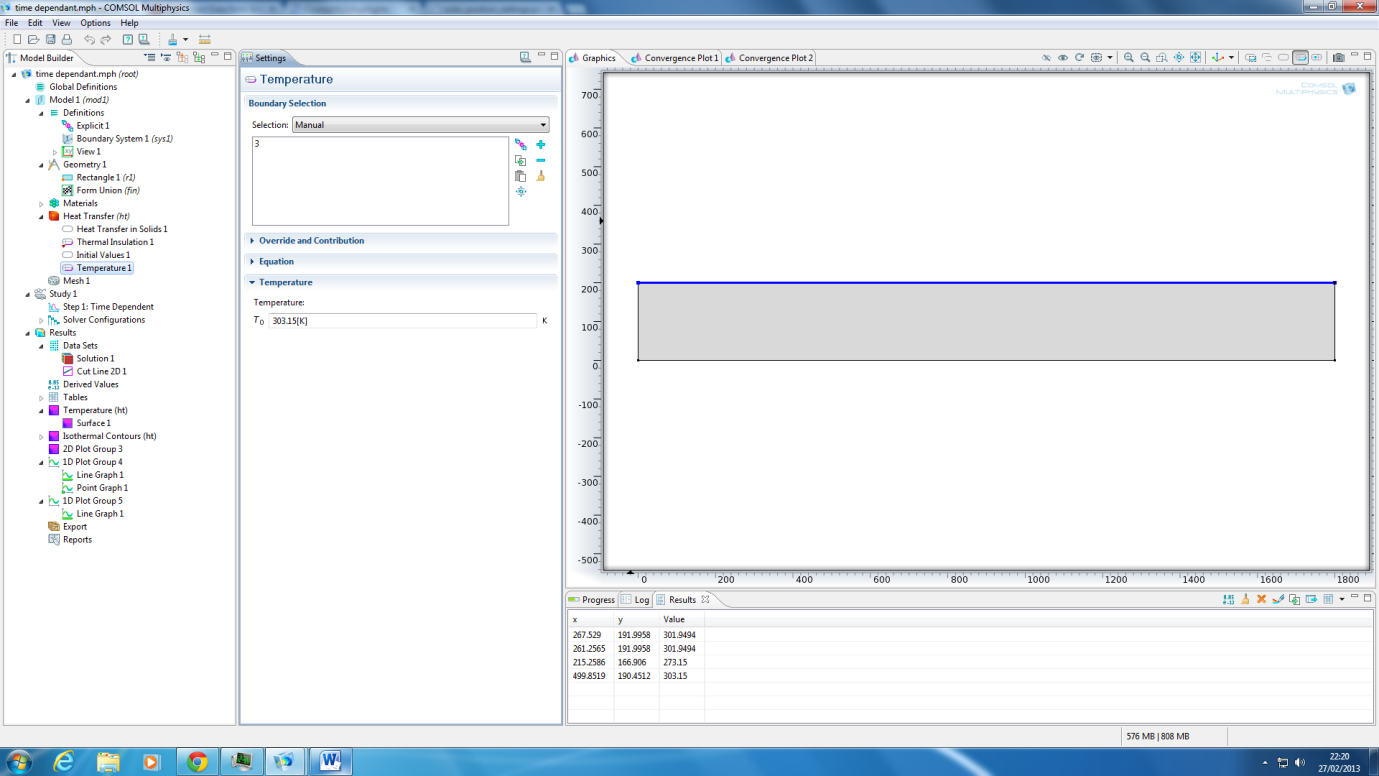 time dependant.mph - COMSOL Multiphysics
File Edit View Options Help
Model Builder
time dependant.mph (root)
Global Definitions
Model 1 (mod1)
Definitions
Explicit 1
Boundary System 1 (sys1)
View 1
Geometry 1
Rectangle 1 (r1)
Form Union (fin)
Materials
Heat Transfer (ht)
Heat Transfer in Solids 1
Thermal Insulation 1
Initial Values 1
Temperature 1
Mesh 1
Study 1
Step 1: Time Dependent
Solver Configurations
Results
Data Sets
Solution 1
Cut Line 2D 1
Derived Values
Tables
Temperature (ht)
Surface 1
Isothermal Contours (ht)
2D Plot Group 3
1D Plot Group 4
Line Graph 1
Point Graph 1
1D Plot Group 5
Line Graph 1
Export
Reports
Settings
Temperature
Boundary Selection
Selection: Manual
3
Override and Contribution
Equation
Temperature
Temperature:
T0 303.15[K] K
Graphics Convergence Plot 1 Convergence Plot 2
COMSOL
MULTIPHYSICS
700
600
500
400
300
200
100
0
-100
-200
-300
-400
-500
0 200 400 600 800 1000 1200 1400 1600 1800
Progress Log Results
x y Value
267.529 191.9958 301.9494
261.2565 191.9958 301.9494
215.2586 166.906 273.15
499.8519 190.4512 303.15
576 MB | 808 MB
22:20
27/02/2013